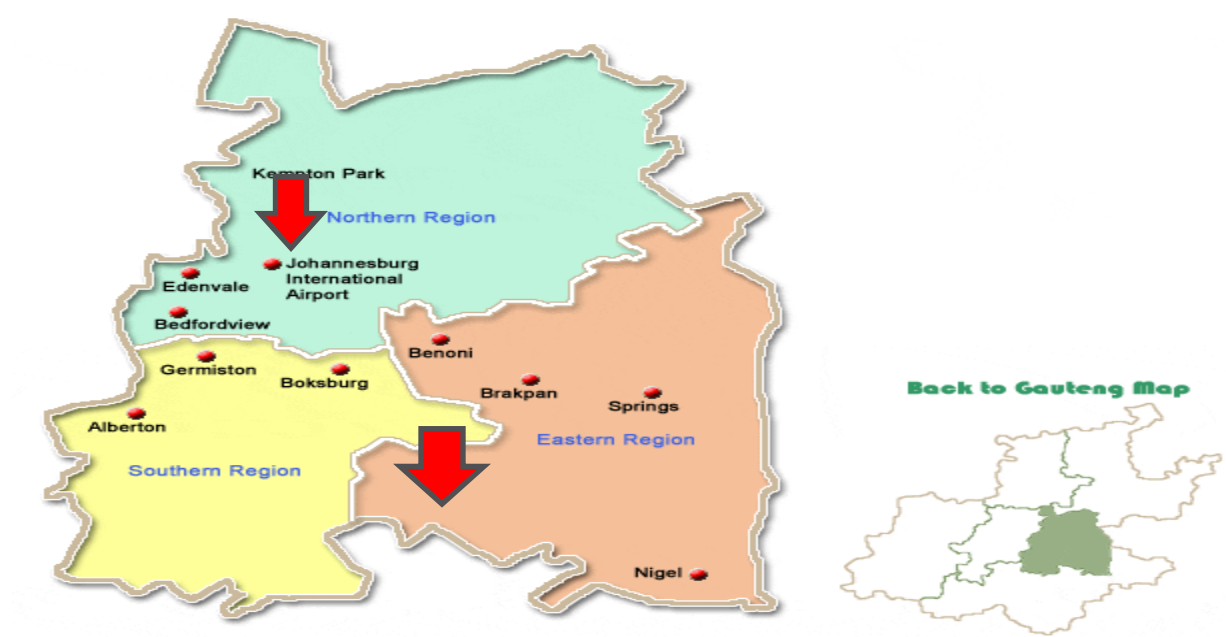 Kempton Park
Northern Region
Johannesburg
International
Airport
Edenvale
Bedfordview
Benoni
Germiston
Boksburg
Brakpan
Springs
Back to Gauteng Map
Alberton
Eastern Region
Southern Region
Nigel